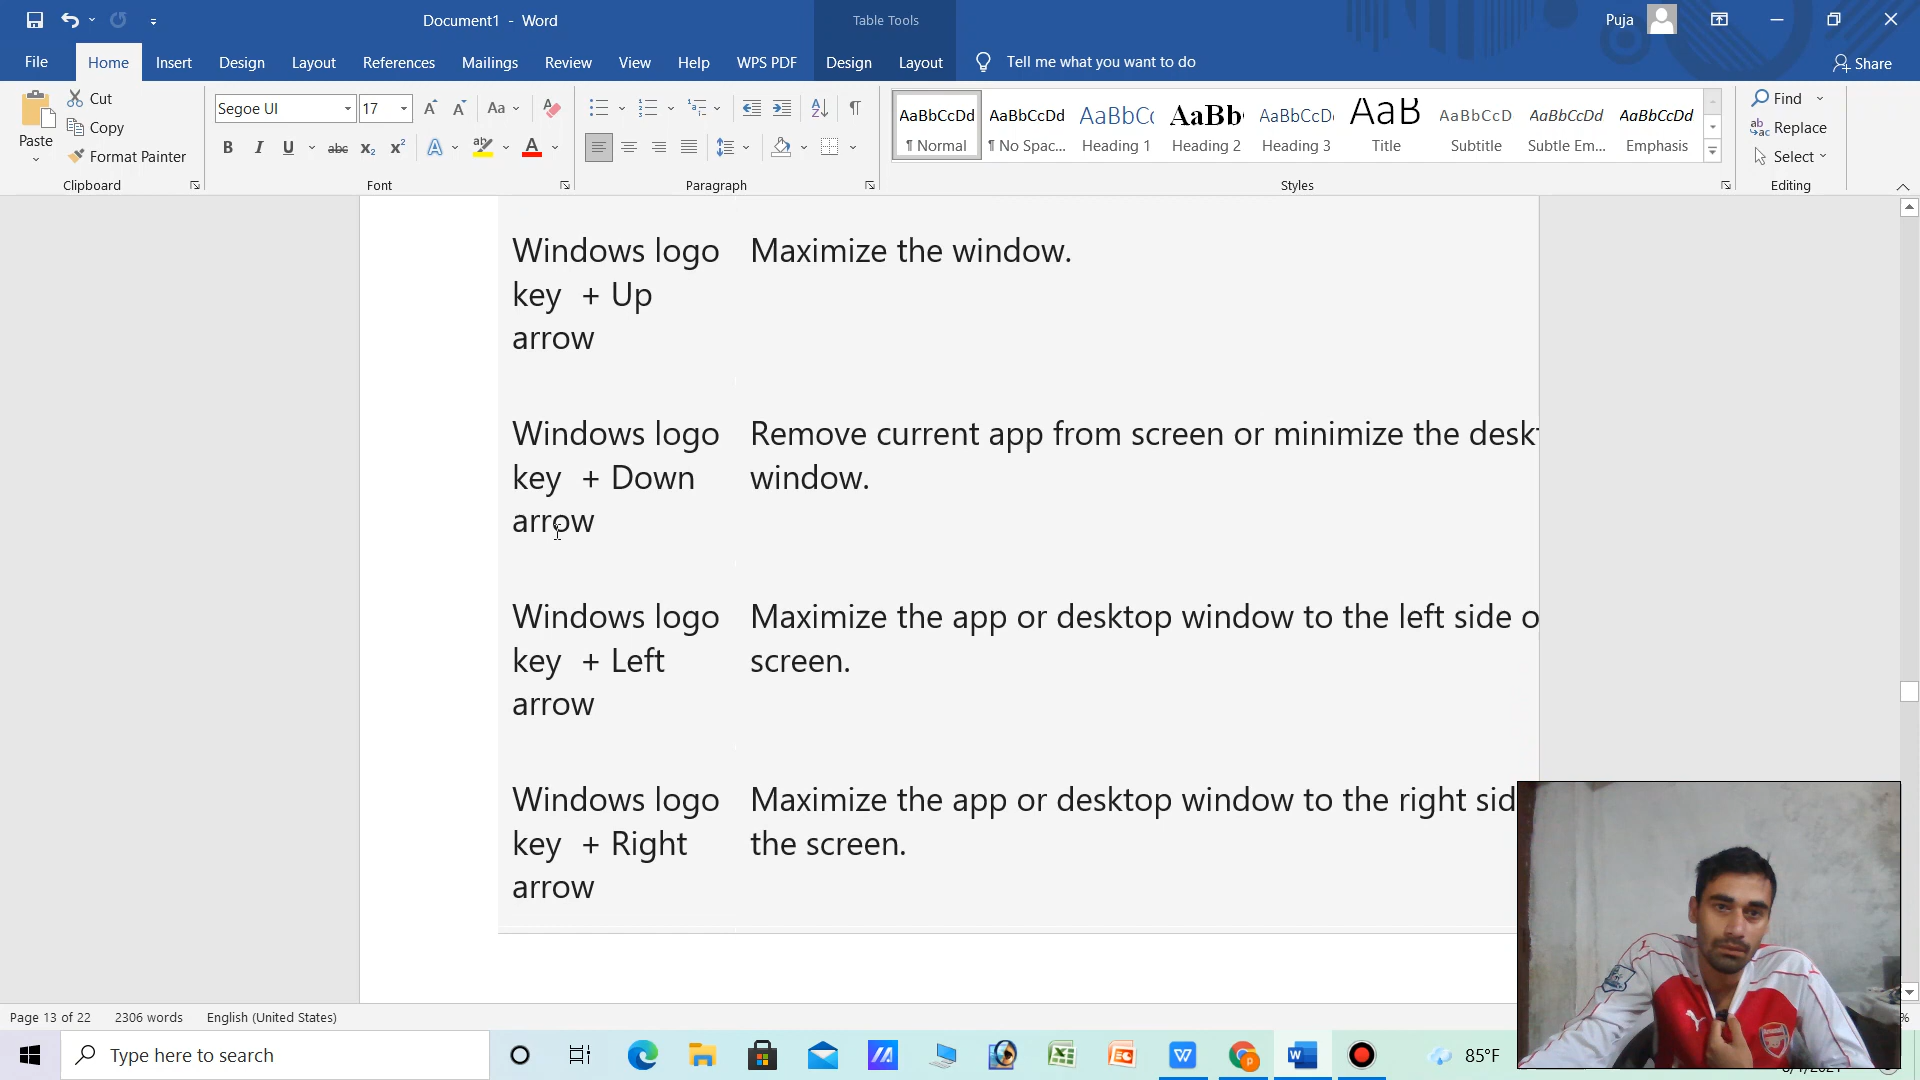 Document1 - Word
Table Tools
Puja
File Home Insert Design Layout References Mailings Review View Help WPS PDF Design Layout Tell me what you want to do Share
Paste
Cut
Copy
Format Painter
Clipboard
Segoe UI 17
Font
Paragraph
AaBbCcDd
¶ Normal
AaBbCcDd
¶ No Spac...
AaBbC
Heading 1
AaBb
Heading 2
AaBbCcD
Heading 3
AaB
Title
AaBbCcD
Subtitle
AaBbCcDd
Subtle Em...
AaBbCcDd
Emphasis
Styles
Find
Replace
Select
Editing
Windows logo
key + Up
arrow
Maximize the window.
Windows logo
key + Down
arrow
Remove current app from screen or minimize the desk
window.
Windows logo
key + Left
arrow
Maximize the app or desktop window to the left side o
screen.
Windows logo
key + Right
arrow
Maximize the app or desktop window to the right sid
the screen.
Page 13 of 22 2306 words English (United States)
Type here to search
85°F